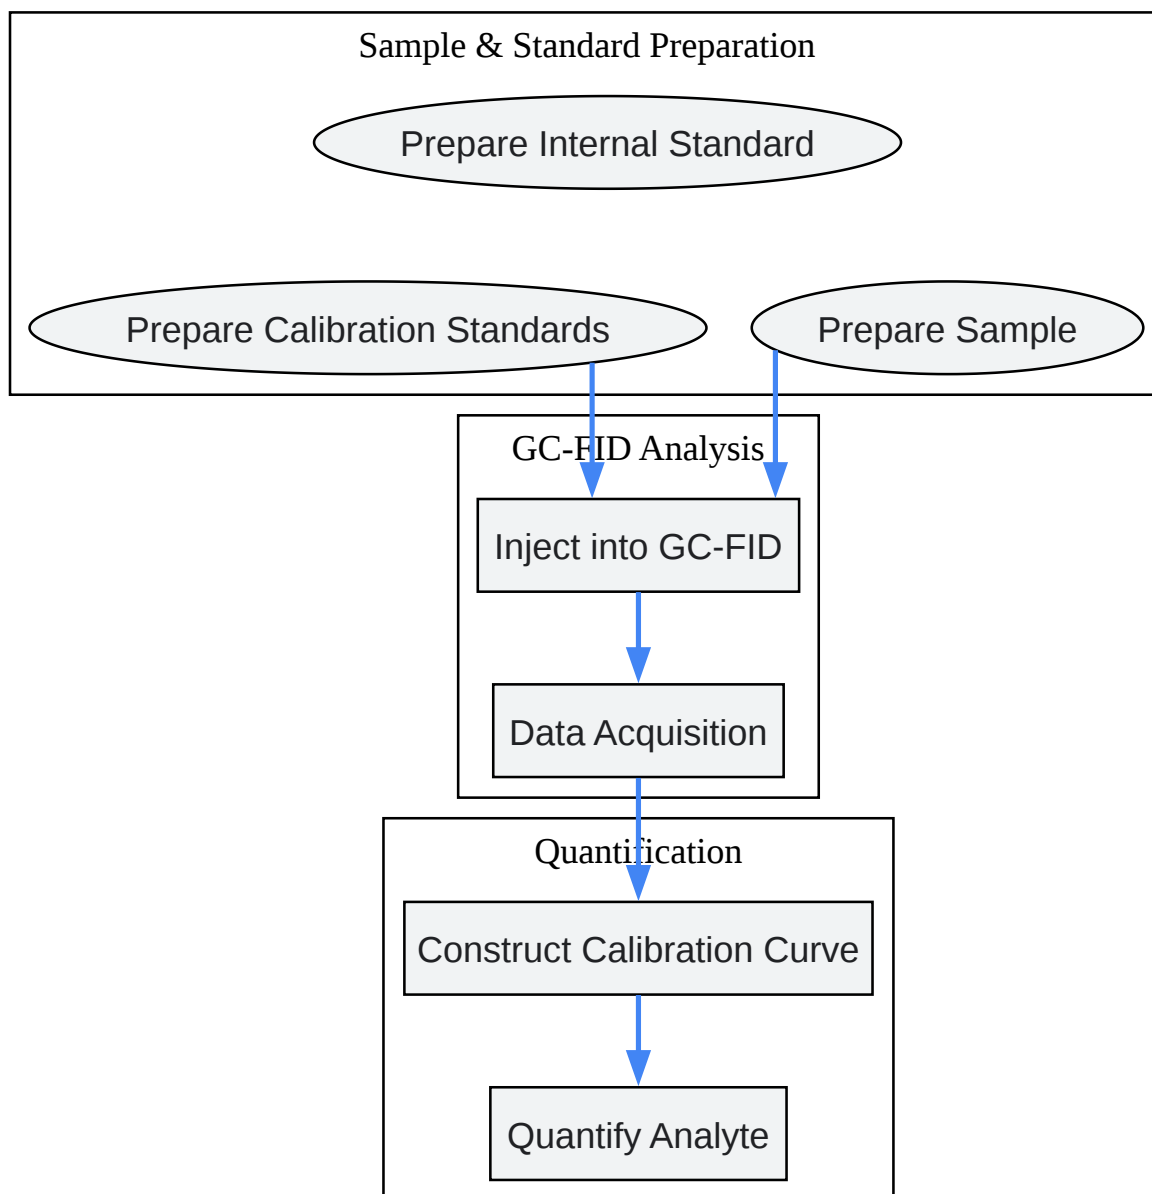 Sample & Standard Preparation
Prepare Internal Standard
Prepare Calibration Standards
Prepare Sample
GC-FID Analysis
Inject into GC-FID
Data Acquisition
Quantification
Construct Calibration Curve
Quantify Analyte